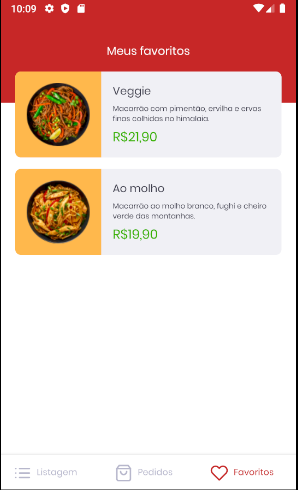 10:09
Meus favoritos
Veggie
Macarrão com pimentão, ervilha e ervas
finas colhidas no himalaia.
R$21,90
Ao molho
Macarrão ao molho branco, fughi e cheiro
verde das montanhas.
R$19,90
Listagem
Pedidos
Favoritos